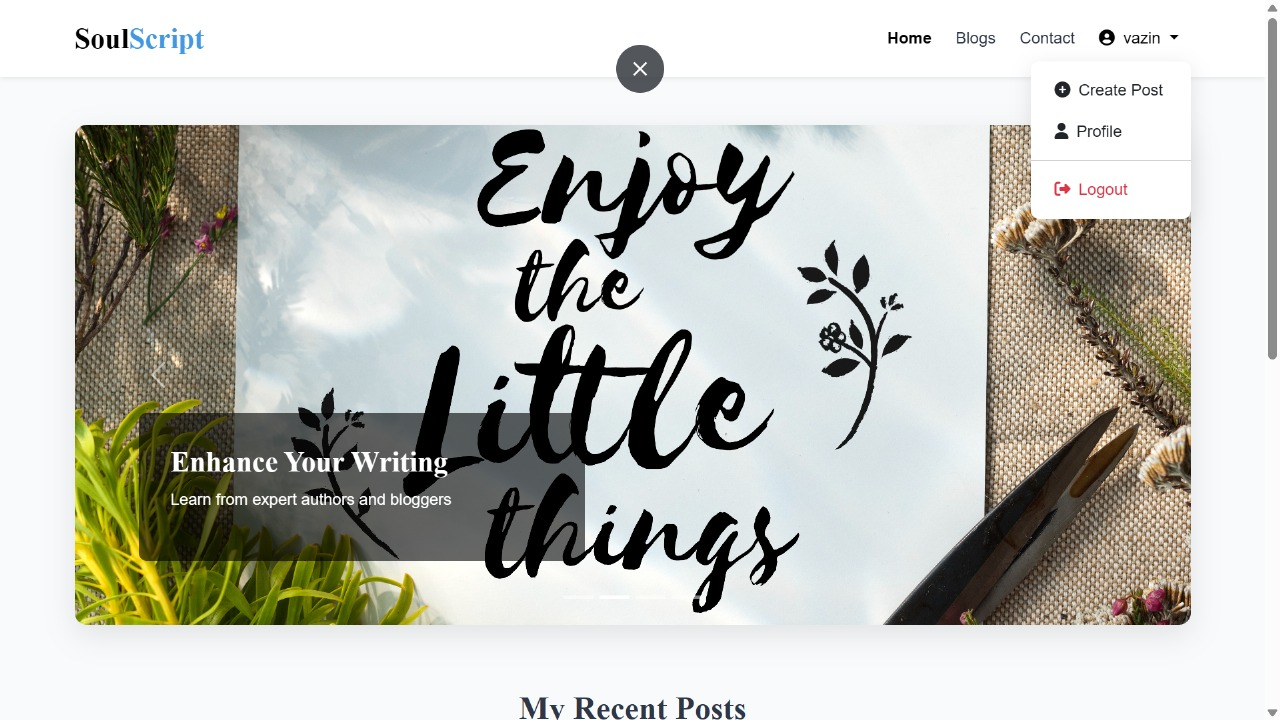 SoulScript
Home Blogs Contact vazin
Create Post
Profile
Logout
Enjoy
the
Little
things
Enhance Your Writing
Learn from expert authors and bloggers
My Recent Posts